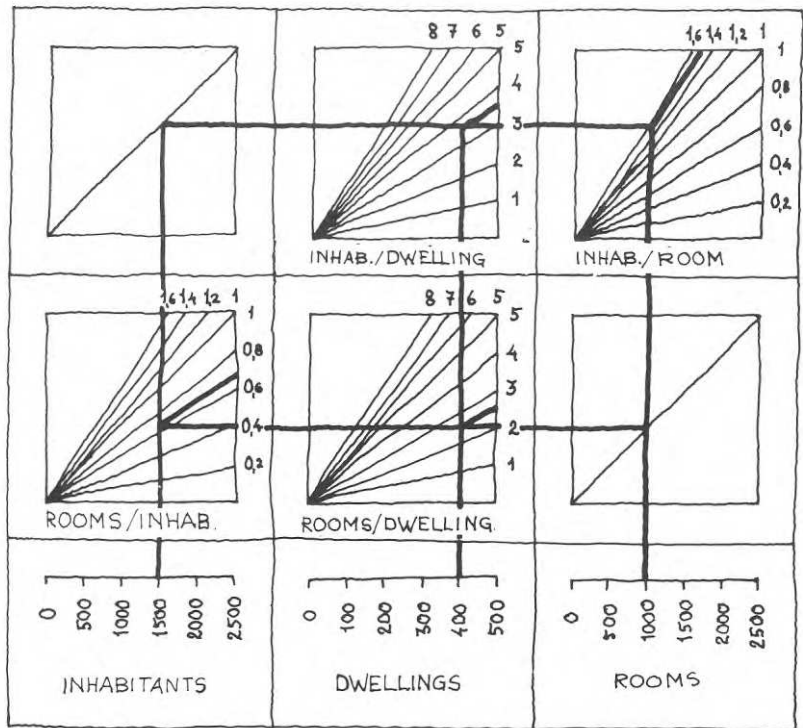 8 7 6 5
5
4
3
2
1
INHAB./DWELLING
1,6 1,4 1,2 1
1
0,8
0,6
0,4
0,2
INHAB./ROOM
1,6 1,4 1,2 1
1
0,8
0,6
0,4
0,2
ROOMS/INHAB.
8 7 6 5
5
4
3
2
1
ROOMS/DWELLING
0 500 1000 1500 2000 2500
INHABITANTS
0 100 200 300 400 500
DWELLINGS
0 500 1000 1500 2000 2500
ROOMS